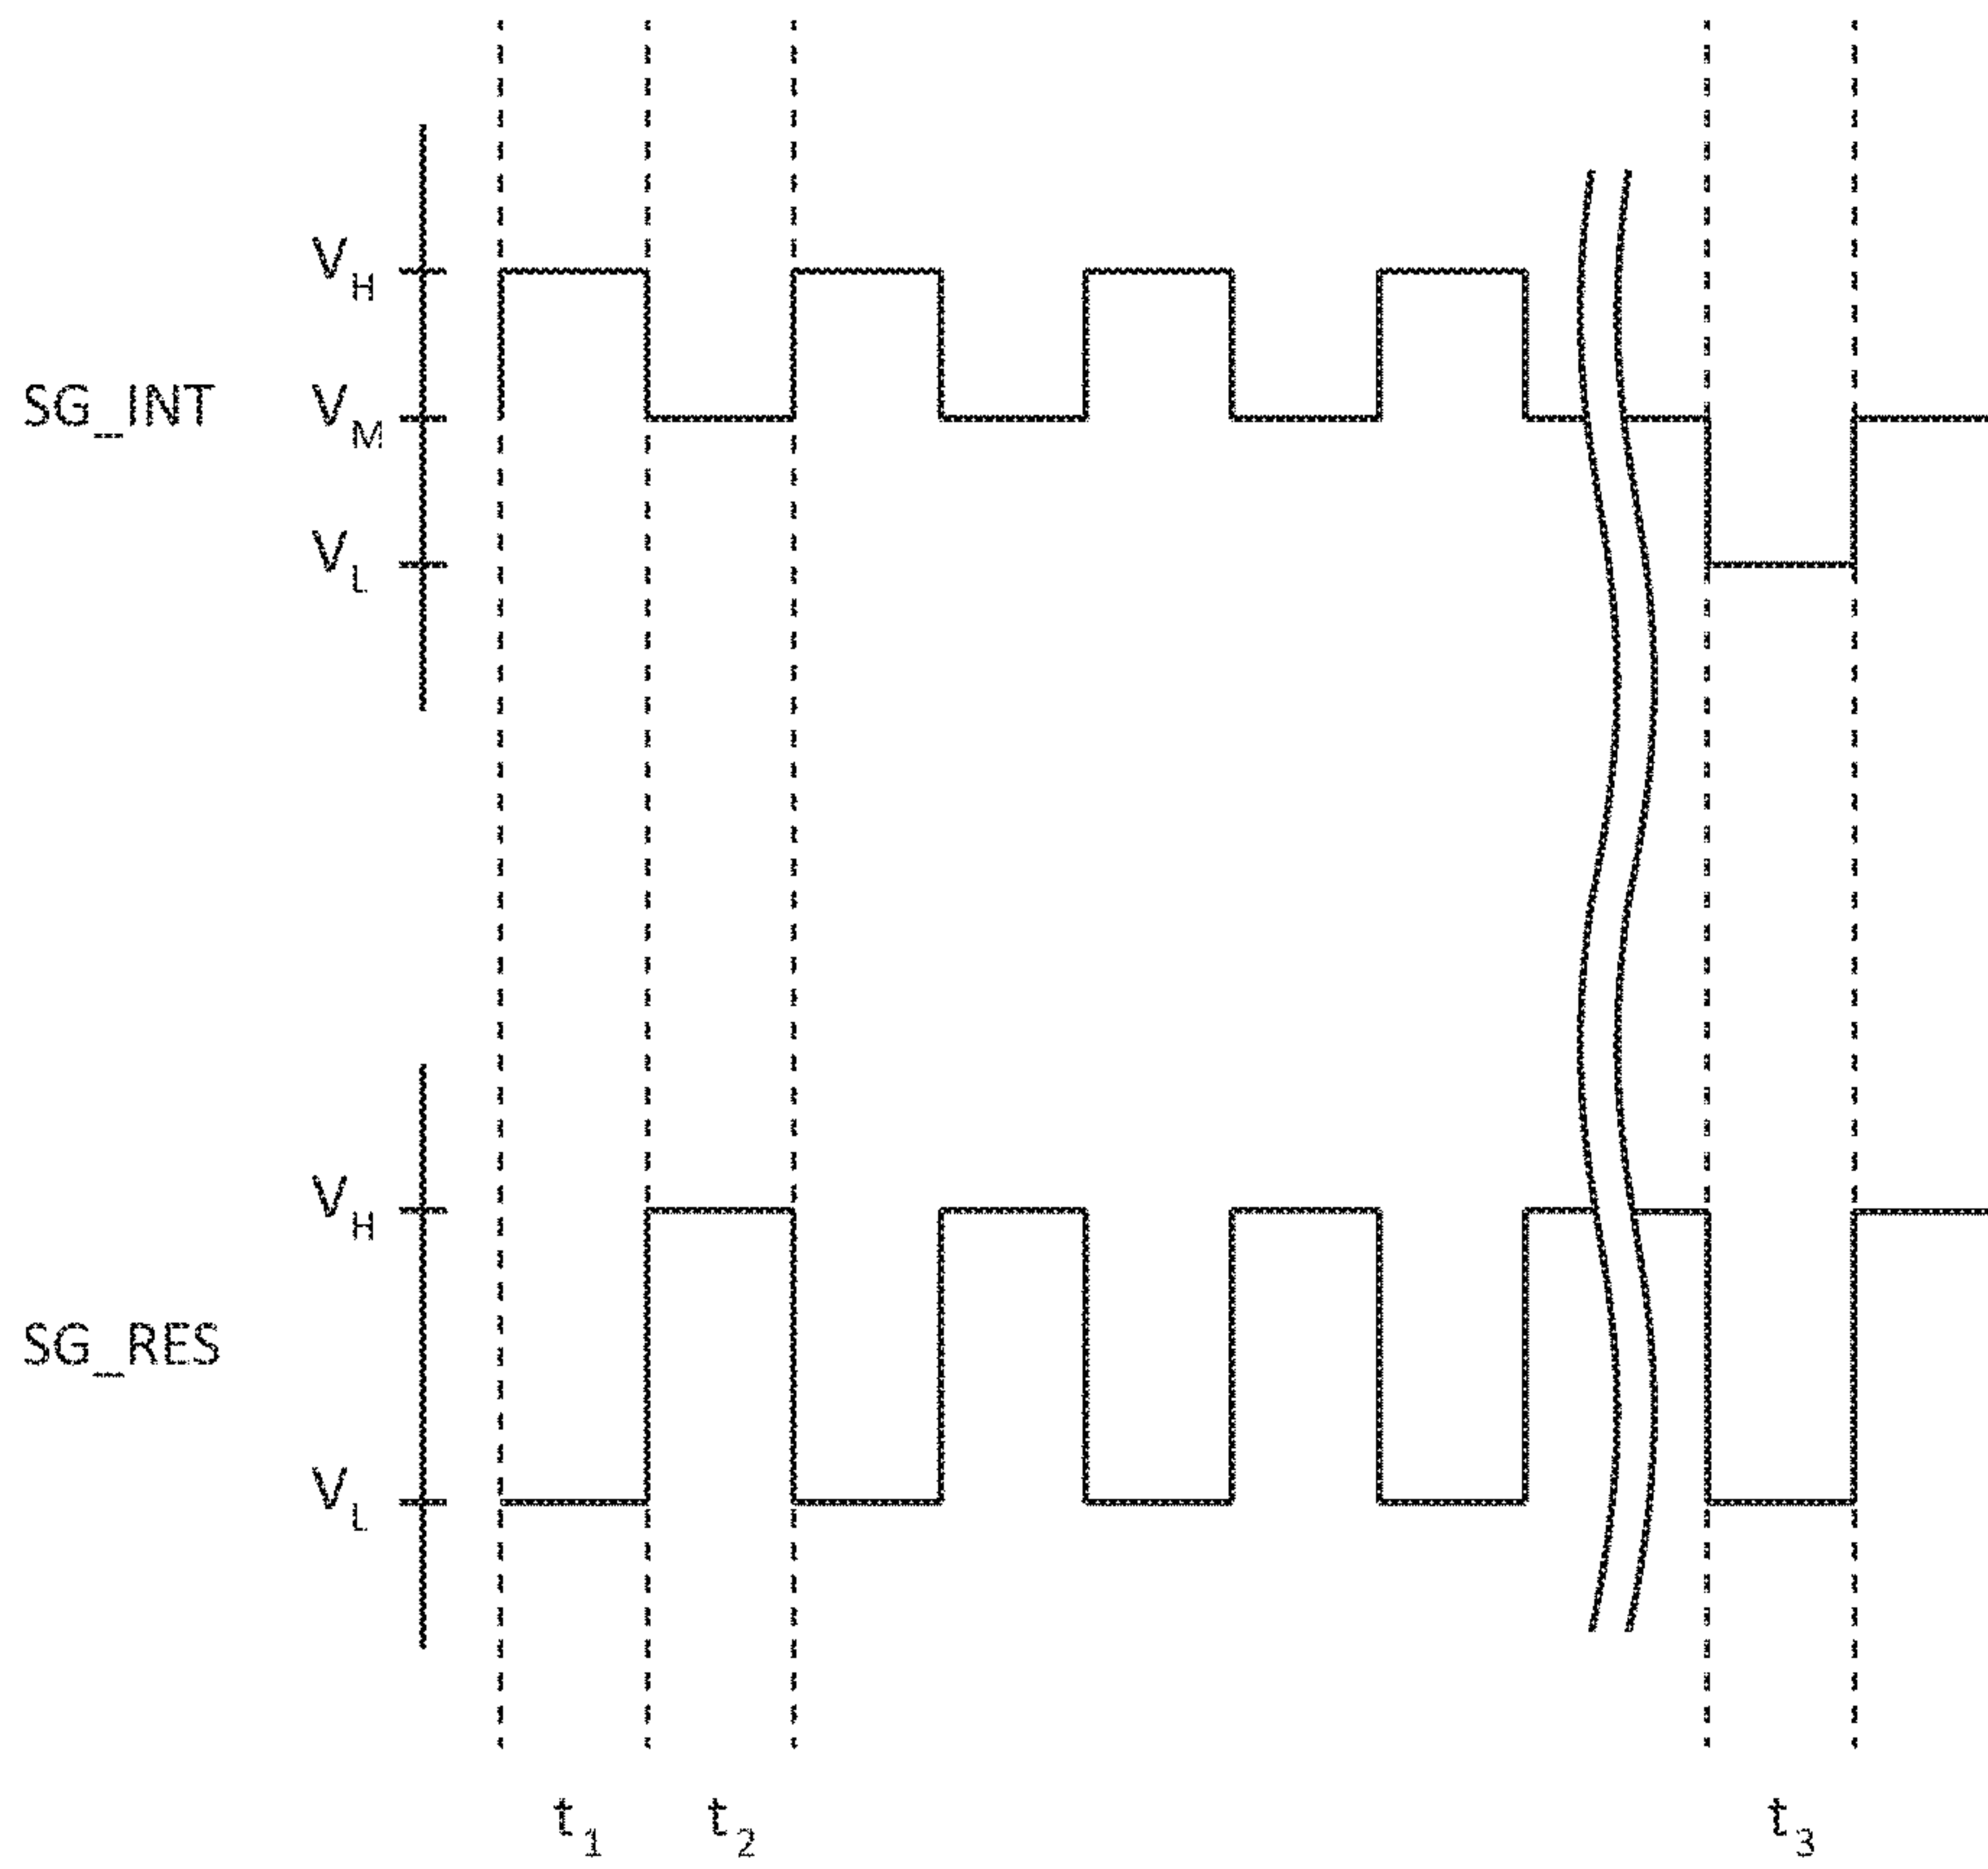 V_H
SG_INT V_M
V_L
V_H
SG_RES
V_L
t_1 t_2 t_3